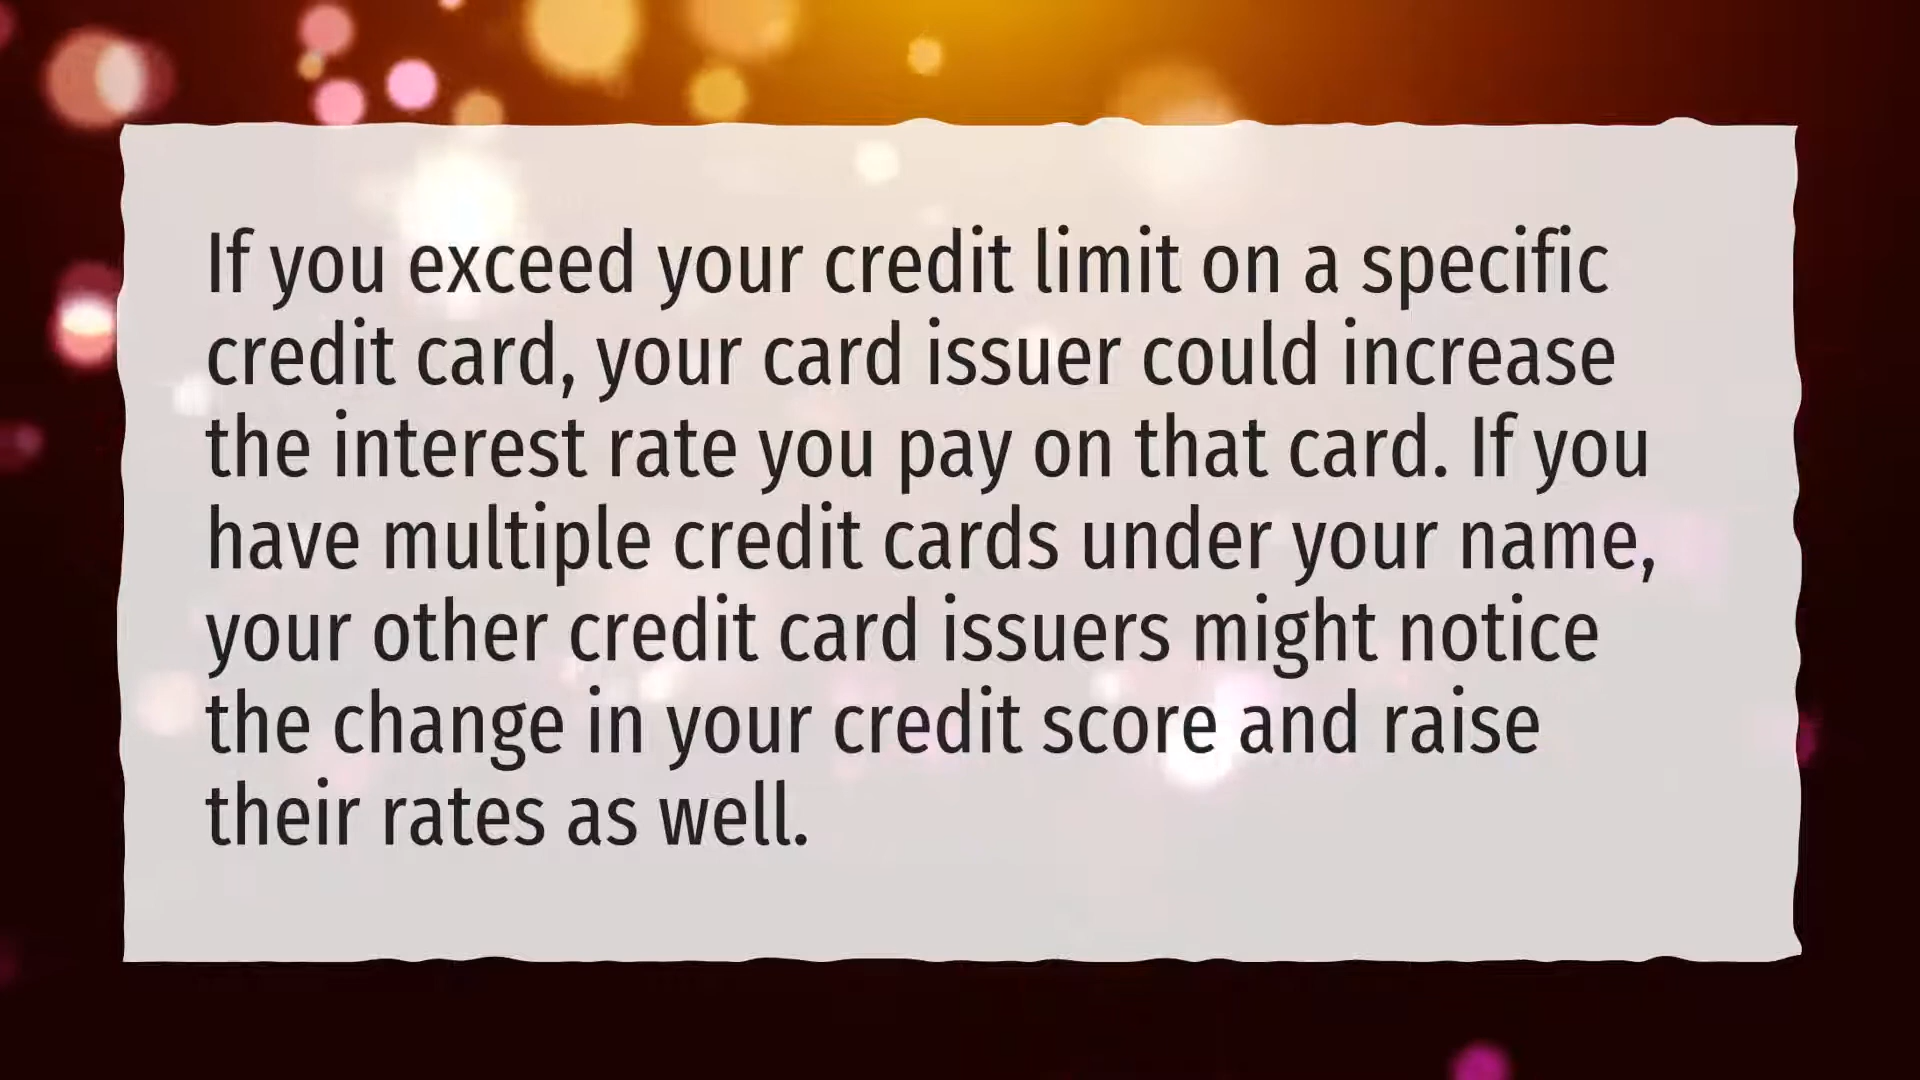 If you exceed your credit limit on a specific
credit card, your card issuer could increase
the interest rate you pay on that card. If you
have multiple credit cards under your name,
your other credit card issuers might notice
the change in your credit score and raise
their rates as well.